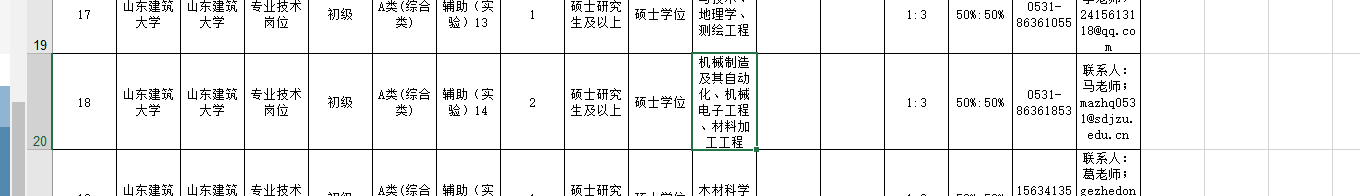 17
山东建筑
大学
山东建筑
大学
专业技术
岗位
初级
A类(综合
类)
辅助（实
验）13
1
硕士研究
生及以上
硕士学位
地理学、
测绘工程
1:3
50%:50%
0531-
86361055
24156131
18@qq.co
m
19
18
山东建筑
大学
山东建筑
大学
专业技术
岗位
初级
A类(综合
类)
辅助（实
验）14
2
硕士研究
生及以上
硕士学位
机械制造
及其自动
化、机械
电子工程
、材料加
工工程
1:3
50%:50%
0531-
86361853
联系人：
马老师；
mazhq053
1@sdjzu.
edu.cn
20
山东建筑
山东建筑
专业技术
A类(综合
辅助（实
硕士研究
木材科学
15634135
联系人：
葛老师；
gezhedon